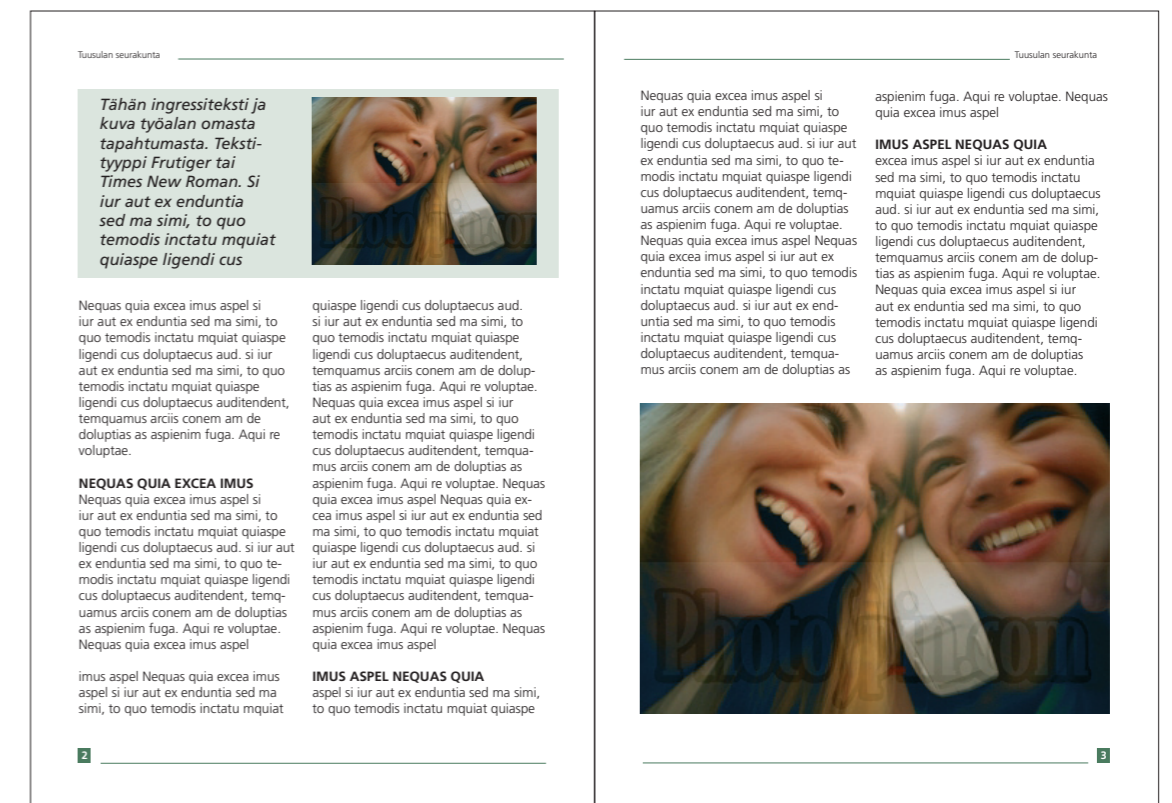 Tuusulan seurakunta
Tähän ingressiteksti ja
kuva työalan omasta
tapahtumasta. Teksti-
tyyppi Frutiger tai
Times New Roman. Si
iur aut ex enduntia
sed ma simi, to quo
temodis inctatu mquiat
quiaspe ligendi cus
Photopin.com
Nequas quia excea imus aspel si
iur aut ex enduntia sed ma simi, to
quo temodis inctatu mquiat quiaspe
ligendi cus doluptaecus aud. si iur
aut ex enduntia sed ma simi, to quo
temodis inctatu mquiat quiaspe
ligendi cus doluptaecus auditendent,
temquamus arciis conem am de
doluptias as aspienim fuga. Aqui re
voluptae.
NEQUAS QUIA EXCEA IMUS
Nequas quia excea imus aspel si
iur aut ex enduntia sed ma simi, to
quo temodis inctatu mquiat quiaspe
ligendi cus doluptaecus aud. si iur aut
ex enduntia sed ma simi, to quo te-
modis inctatu mquiat quiaspe ligendi
cus doluptaecus auditendent, temq-
uamus arciis conem am de doluptias
as aspienim fuga. Aqui re voluptae.
Nequas quia excea imus aspel
imus aspel Nequas quia excea imus
aspel si iur aut ex enduntia sed ma
simi, to quo temodis inctatu mquiat
quiaspe ligendi cus doluptaecus aud.
si iur aut ex enduntia sed ma simi, to
quo temodis inctatu mquiat quiaspe
ligendi cus doluptaecus auditendent,
temquamus arciis conem am de dolup-
tias as aspienim fuga. Aqui re voluptae.
Nequas quia excea imus aspel si iur
aut ex enduntia sed ma simi, to quo
temodis inctatu mquiat quiaspe ligendi
cus doluptaecus auditendent, temqua-
mus arciis conem am de doluptias as
aspienim fuga. Aqui re voluptae. Nequas
quia excea imus aspel Nequas quia ex-
cea imus aspel si iur aut ex enduntia sed
ma simi, to quo temodis inctatu mquiat
quiaspe ligendi cus doluptaecus aud. si
iur aut ex enduntia sed ma simi, to quo
temodis inctatu mquiat quiaspe ligendi
cus doluptaecus auditendent, temqua-
mus arciis conem am de doluptias as
aspienim fuga. Aqui re voluptae. Nequas
quia excea imus aspel
IMUS ASPEL NEQUAS QUIA
aspel si iur aut ex enduntia sed ma simi,
to quo temodis inctatu mquiat quiaspe
2
Tuusulan seurakunta
Nequas quia excea imus aspel si
iur aut ex enduntia sed ma simi, to
quo temodis inctatu mquiat quiaspe
ligendi cus doluptaecus aud. si iur aut
ex enduntia sed ma simi, to quo te-
modis inctatu mquiat quiaspe ligendi
cus doluptaecus auditendent, temq-
uamus arciis conem am de doluptias
as aspienim fuga. Aqui re voluptae.
Nequas quia excea imus aspel Nequas
quia excea imus aspel si iur aut ex
enduntia sed ma simi, to quo temodis
inctatu mquiat quiaspe ligendi cus
doluptaecus aud. si iur aut ex end-
untia sed ma simi, to quo temodis
inctatu mquiat quiaspe ligendi cus
doluptaecus auditendent, temqua-
mus arciis conem am de doluptias as
aspienim fuga. Aqui re voluptae. Nequas
quia excea imus aspel
IMUS ASPEL NEQUAS QUIA
excea imus aspel si iur aut ex enduntia
sed ma simi, to quo temodis inctatu
mquiat quiaspe ligendi cus doluptaecus
aud. si iur aut ex enduntia sed ma simi,
to quo temodis inctatu mquiat quiaspe
ligendi cus doluptaecus auditendent,
temquamus arciis conem am de dolup-
tias as aspienim fuga. Aqui re voluptae.
Nequas quia excea imus aspel si iur
aut ex enduntia sed ma simi, to quo
temodis inctatu mquiat quiaspe ligendi
cus doluptaecus auditendent, temq-
uamus arciis conem am de doluptias
as aspienim fuga. Aqui re voluptae.
Photopin.com
3